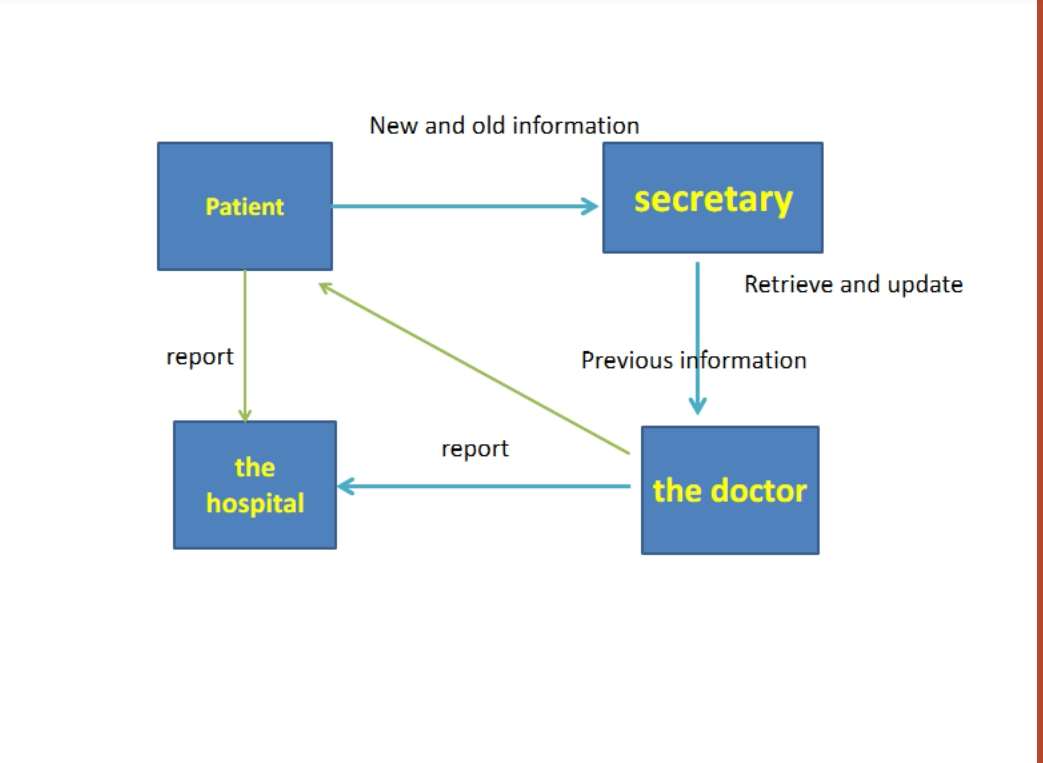 New and old information
Patient
secretary
Retrieve and update
report
Previous information
report
the
hospital
the doctor